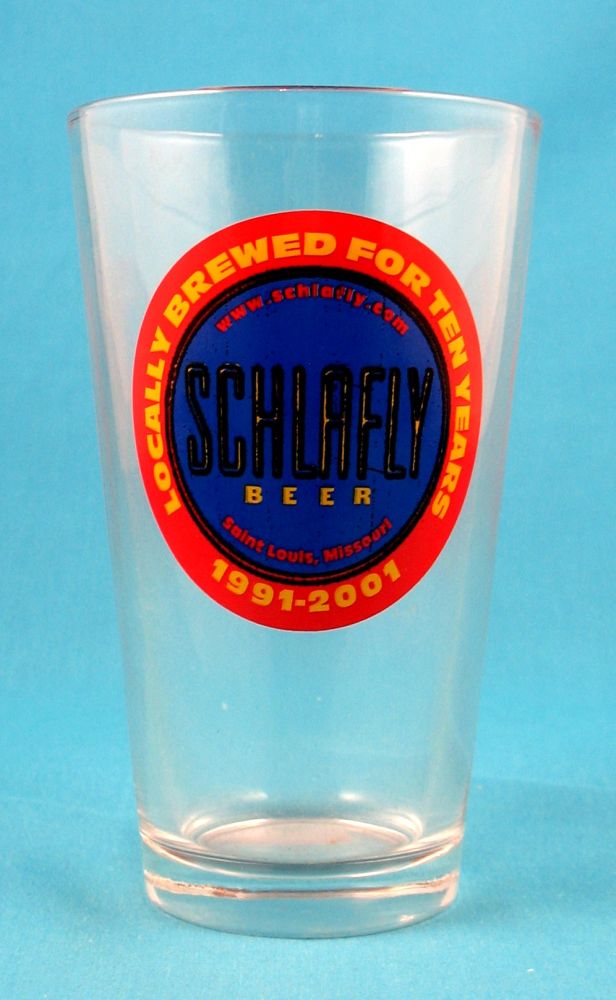 LOCALLY BREWED FOR TEN YEARS
www.schlafly.com
SCHLAFLY
BEER
Saint Louis, Missouri
1991-2001